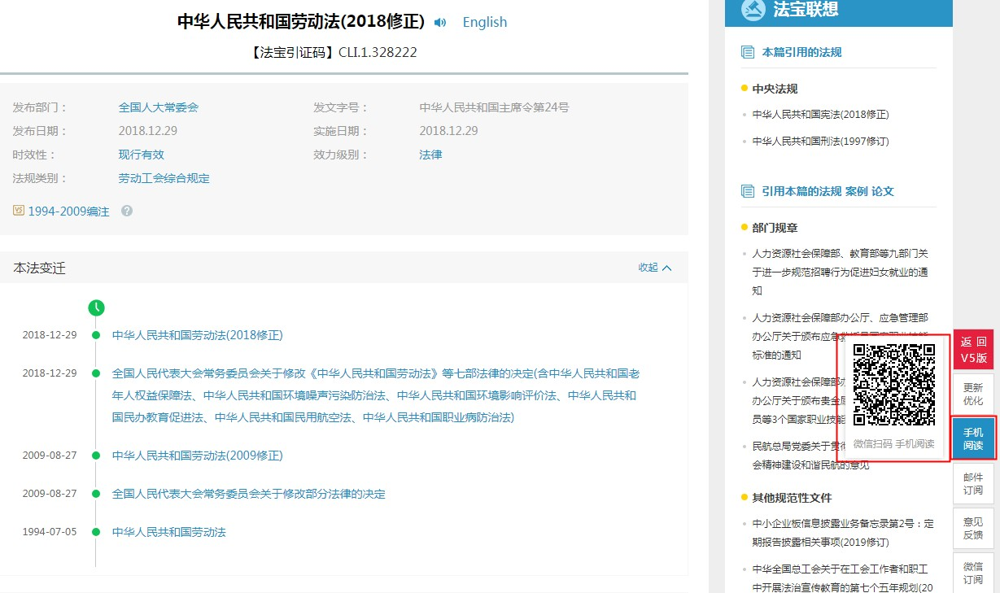 中华人民共和国劳动法(2018修正) English
【法宝引证码】CLI.1.328222
发布部门： 全国人大常委会 发文字号： 中华人民共和国主席令第24号
发布日期： 2018.12.29 实施日期： 2018.12.29
时效性： 现行有效 效力级别： 法律
法规类别： 劳动工会综合规定
V5 1994-2009编注 ?
本法变迁 收起
2018-12-29 中华人民共和国劳动法(2018修正)
2018-12-29 全国人民代表大会常务委员会关于修改《中华人民共和国劳动法》等七部法律的决定(含中华人民共和国老
年人权益保障法、中华人民共和国环境噪声污染防治法、中华人民共和国环境影响评价法、中华人民共和
国民办教育促进法、中华人民共和国民用航空法、中华人民共和国职业病防治法)
2009-08-27 中华人民共和国劳动法(2009修正)
2009-08-27 全国人民代表大会常务委员会关于修改部分法律的决定
1994-07-05 中华人民共和国劳动法
法宝联想
本篇引用的法规
中央法规
中华人民共和国宪法(2018修正)
中华人民共和国刑法(1997修订)
引用本篇的法规 案例 论文
部门规章
人力资源社会保障部、教育部等九部门关
于进一步规范招聘行为促进妇女就业的通
知
人力资源社会保障部办公厅、应急管理部
办公厅关于颁布应急救援员国家职业技能
标准的通知
人力资源社会保障部办
办公厅关于颁布贵金属
员等3个国家职业技能
民航总局党委关于贯彻
会精神建设和谐民航的意见
其他规范性文件
中小企业板信息披露业务备忘录第2号：定
期报告披露相关事项(2019修订)
中华全国总工会关于在工会工作者和职工
中开展法治宣传教育的第七个五年规划(20
微信扫码 手机阅读
返 回
V5版
更新
优化
手机
阅读
邮件
订阅
意见
反馈
微信
订阅